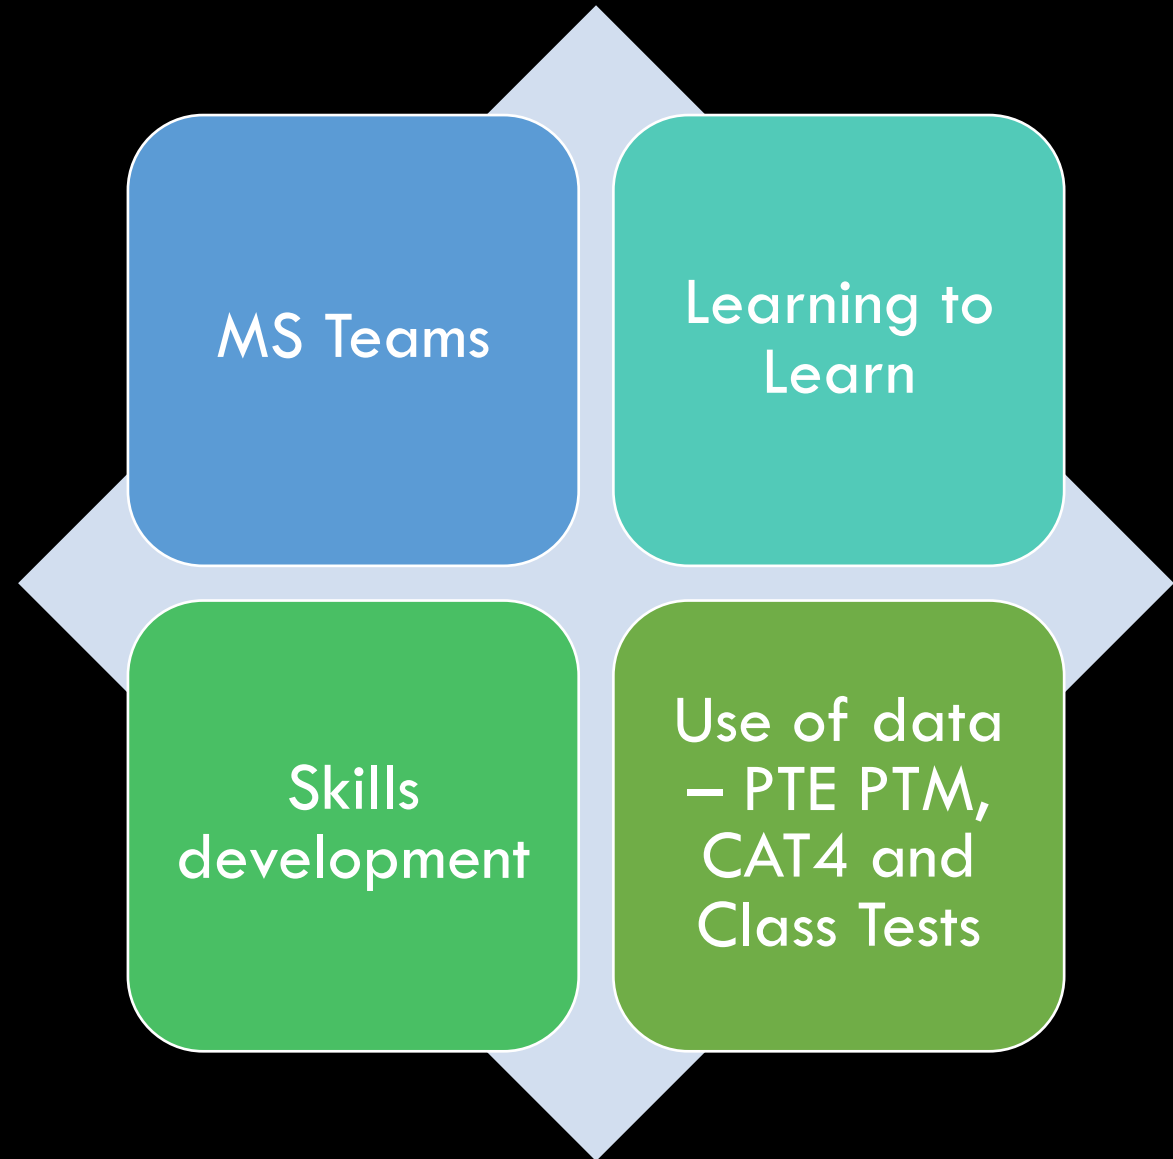 MS Teams
Learning to
Learn
Skills
development
Use of data
– PTE PTM,
CAT4 and
Class Tests